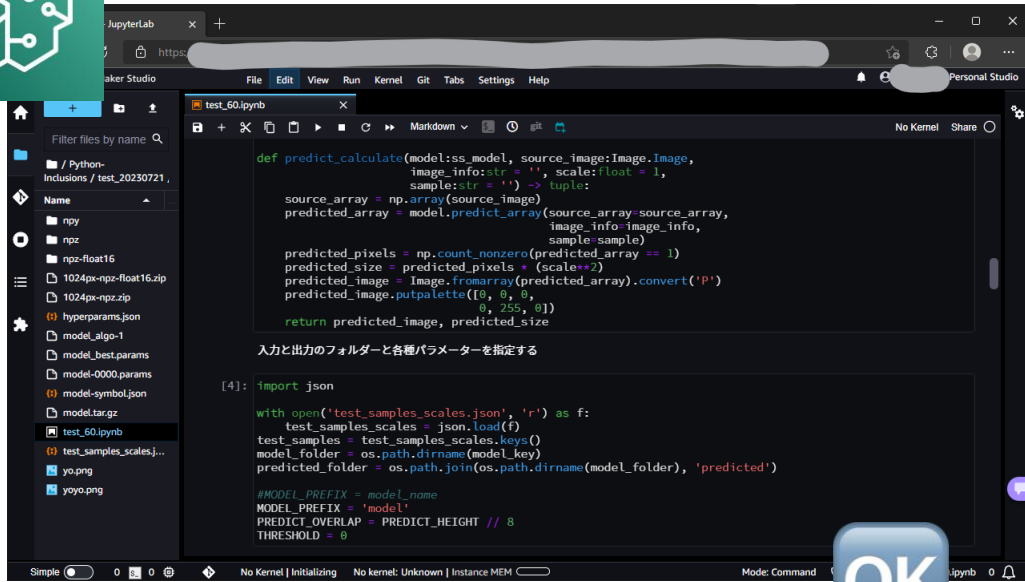 JupyterLab
https:
aker Studio
File Edit View Run Kernel Git Tabs Settings Help
Personal Studio
test_60.ipynb
Markdown
git
No Kernel Share
Filter files by name
/ Python-
Inclusions / test_20230721 /
Name
npy
npz
npz-float16
1024px-npz-float16.zip
1024px-npz.zip
hyperparams.json
model_algo-1
model_best.params
model-0000.params
model-symbol.json
model.tar.gz
test_60.ipynb
test_samples_scales.j...
yo.png
yoyo.png
def predict_calculate(model:ss_model, source_image:Image.Image,
image_info:str = '', scale:float = 1,
sample:str = '') -> tuple:
source_array = np.array(source_image)
predicted_array = model.predict_array(source_array=source_array,
image_info=image_info,
sample=sample)
predicted_pixels = np.count_nonzero(predicted_array == 1)
predicted_size = predicted_pixels * (scale**2)
predicted_image = Image.fromarray(predicted_array).convert('P')
predicted_image.putpalette([0, 0, 0,
0, 255, 0])
return predicted_image, predicted_size
入力と出力のフォルダーと各種パラメーターを指定する
[4]: import json
with open('test_samples_scales.json', 'r') as f:
test_samples_scales = json.load(f)
test_samples = test_samples_scales.keys()
model_folder = os.path.dirname(model_key)
predicted_folder = os.path.join(os.path.dirname(model_folder), 'predicted')
#MODEL_PREFIX = model_name
MODEL_PREFIX = 'model'
PREDICT_OVERLAP = PREDICT_HEIGHT // 8
THRESHOLD = 0
OK
Simple 0 0 No Kernel | Initializing No kernel: Unknown | Instance MEM Mode: Command .ipynb 0